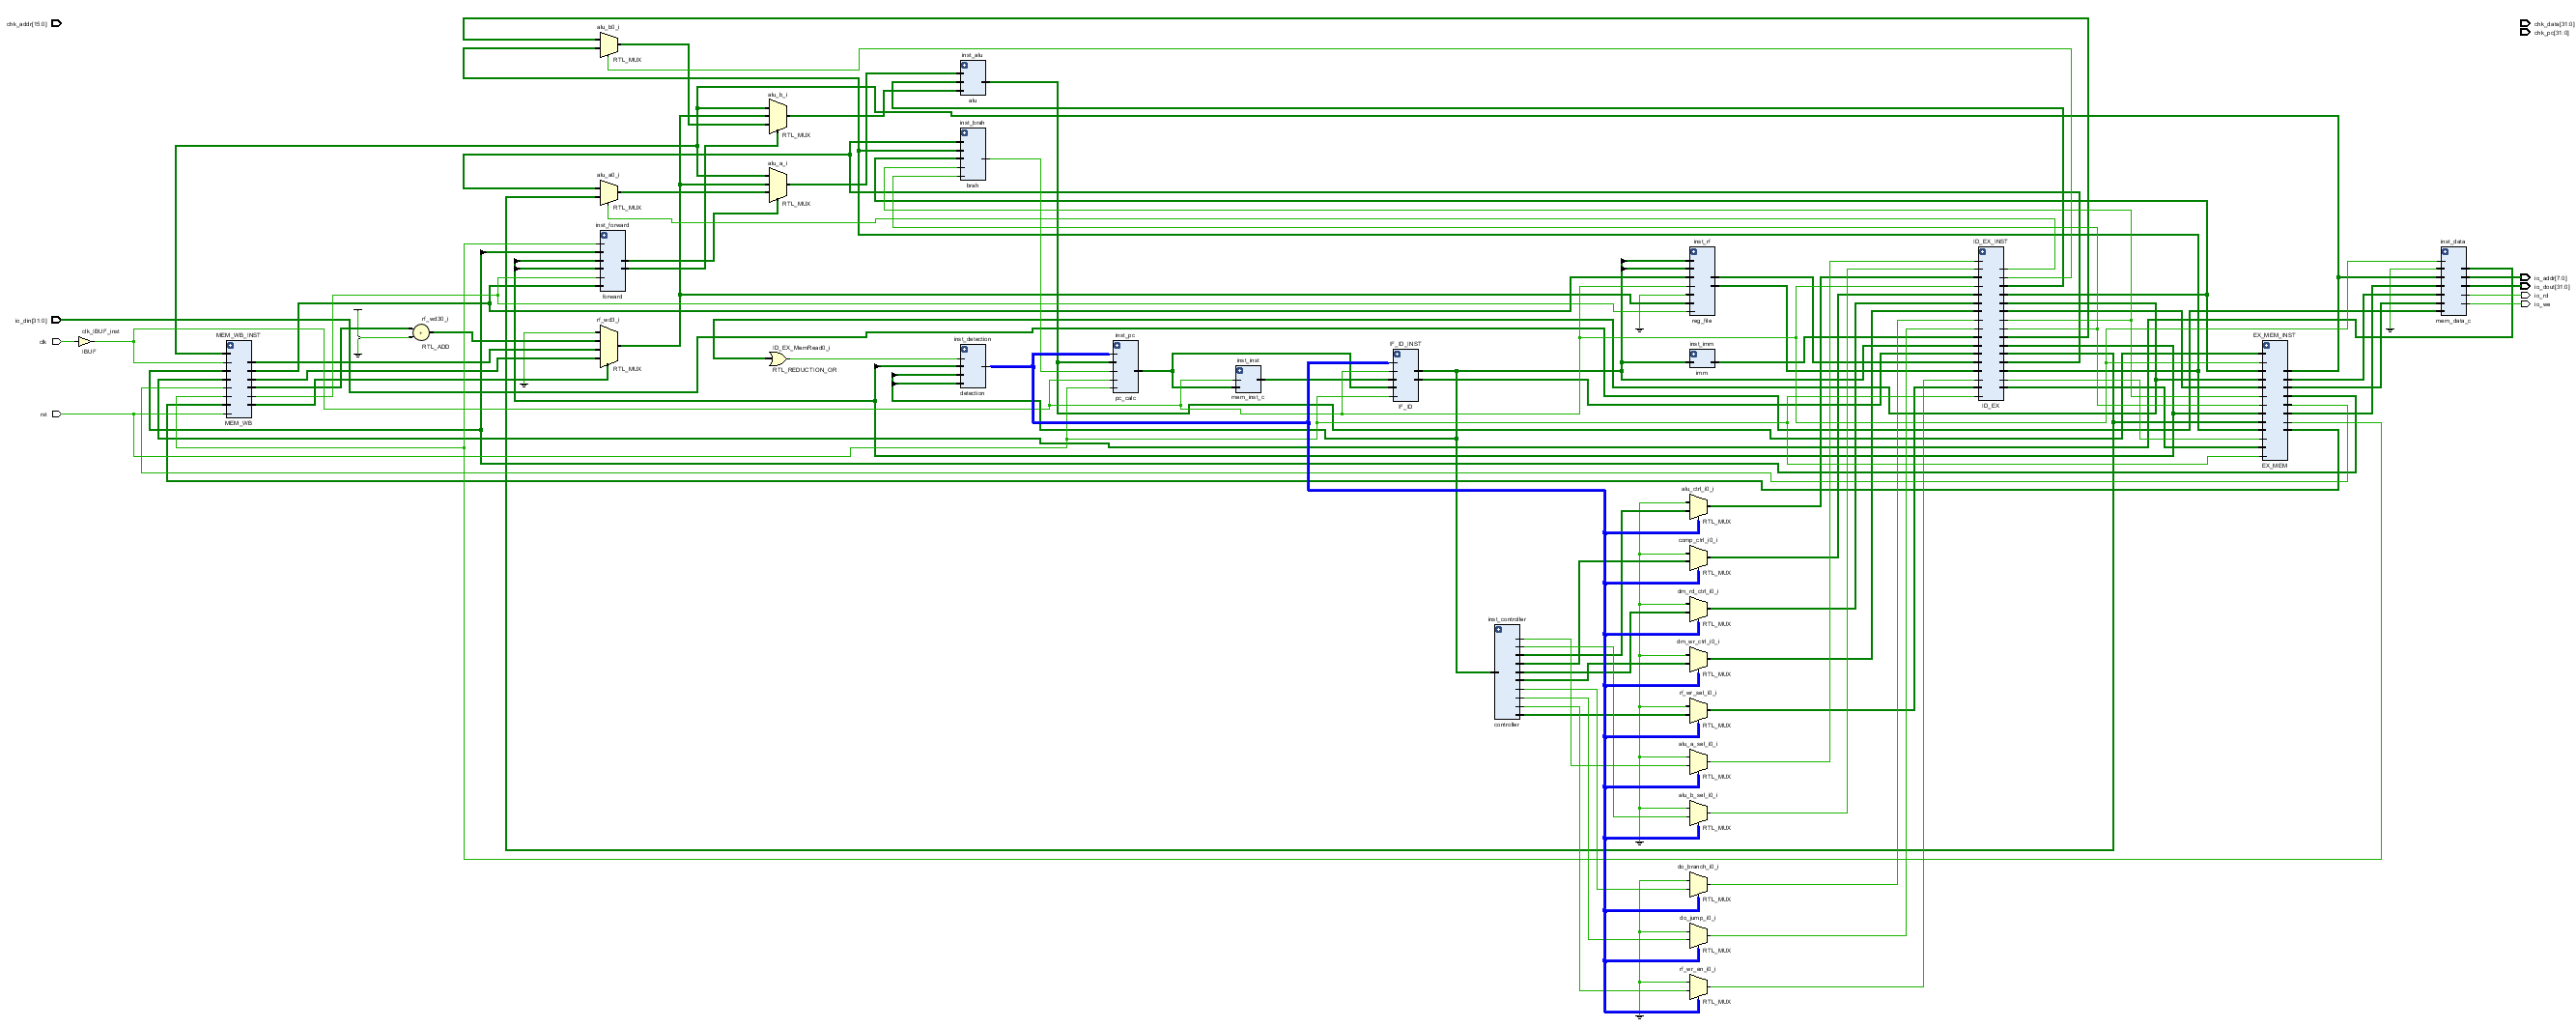 chk_addr[15:0]
chk_data[31:0]
chk_pc[31:0]
alu_b0_i
RTL_MUX
inst_alu
alu
alu_b_i
RTL_MUX
inst_brah
brah
alu_a_i
RTL_MUX
alu_a0_i
RTL_MUX
inst_forward
forward
inst_rf
reg_file
ID_EX_INST
ID_EX
inst_data
mem_data_c
io_addr[7:0]
io_dout[31:0]
io_rd
io_we
io_din[31:0]
clk_IBUF_inst
clk
IBUF
MEM_WB_INST
MEM_WB
rf_wd30_i
RTL_ADD
rf_wd3_i
RTL_MUX
ID_EX_MemRead0_i
RTL_REDUCTION_OR
inst_detection
detection
inst_pc
pc_calc
inst_inst
mem_inst_c
IF_ID_INST
IF_ID
inst_imm
imm
EX_MEM_INST
EX_MEM
rst
alu_ctrl_i0_i
RTL_MUX
comp_ctrl_i0_i
RTL_MUX
dm_rd_ctrl_i0_i
RTL_MUX
inst_controller
controller
dm_wr_ctrl_i0_i
RTL_MUX
rf_wr_sel_i0_i
RTL_MUX
alu_a_sel_i0_i
RTL_MUX
alu_b_sel_i0_i
RTL_MUX
do_branch_i0_i
RTL_MUX
do_jump_i0_i
RTL_MUX
rf_wr_en_i0_i
RTL_MUX